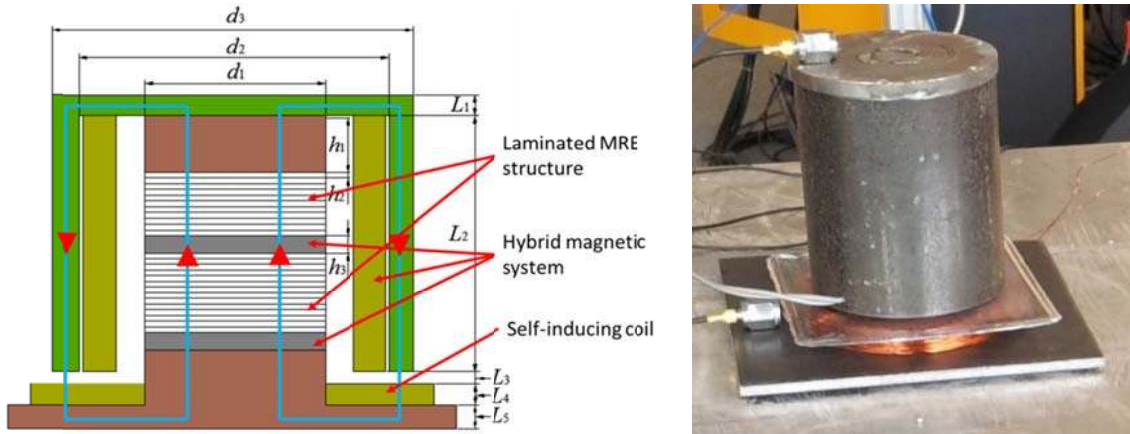 d3
d2
d1
L1
h1
Laminated MRE
structure
h2
L2
Hybrid magnetic
system
h3
Self-inducing coil
L3
L4
L5